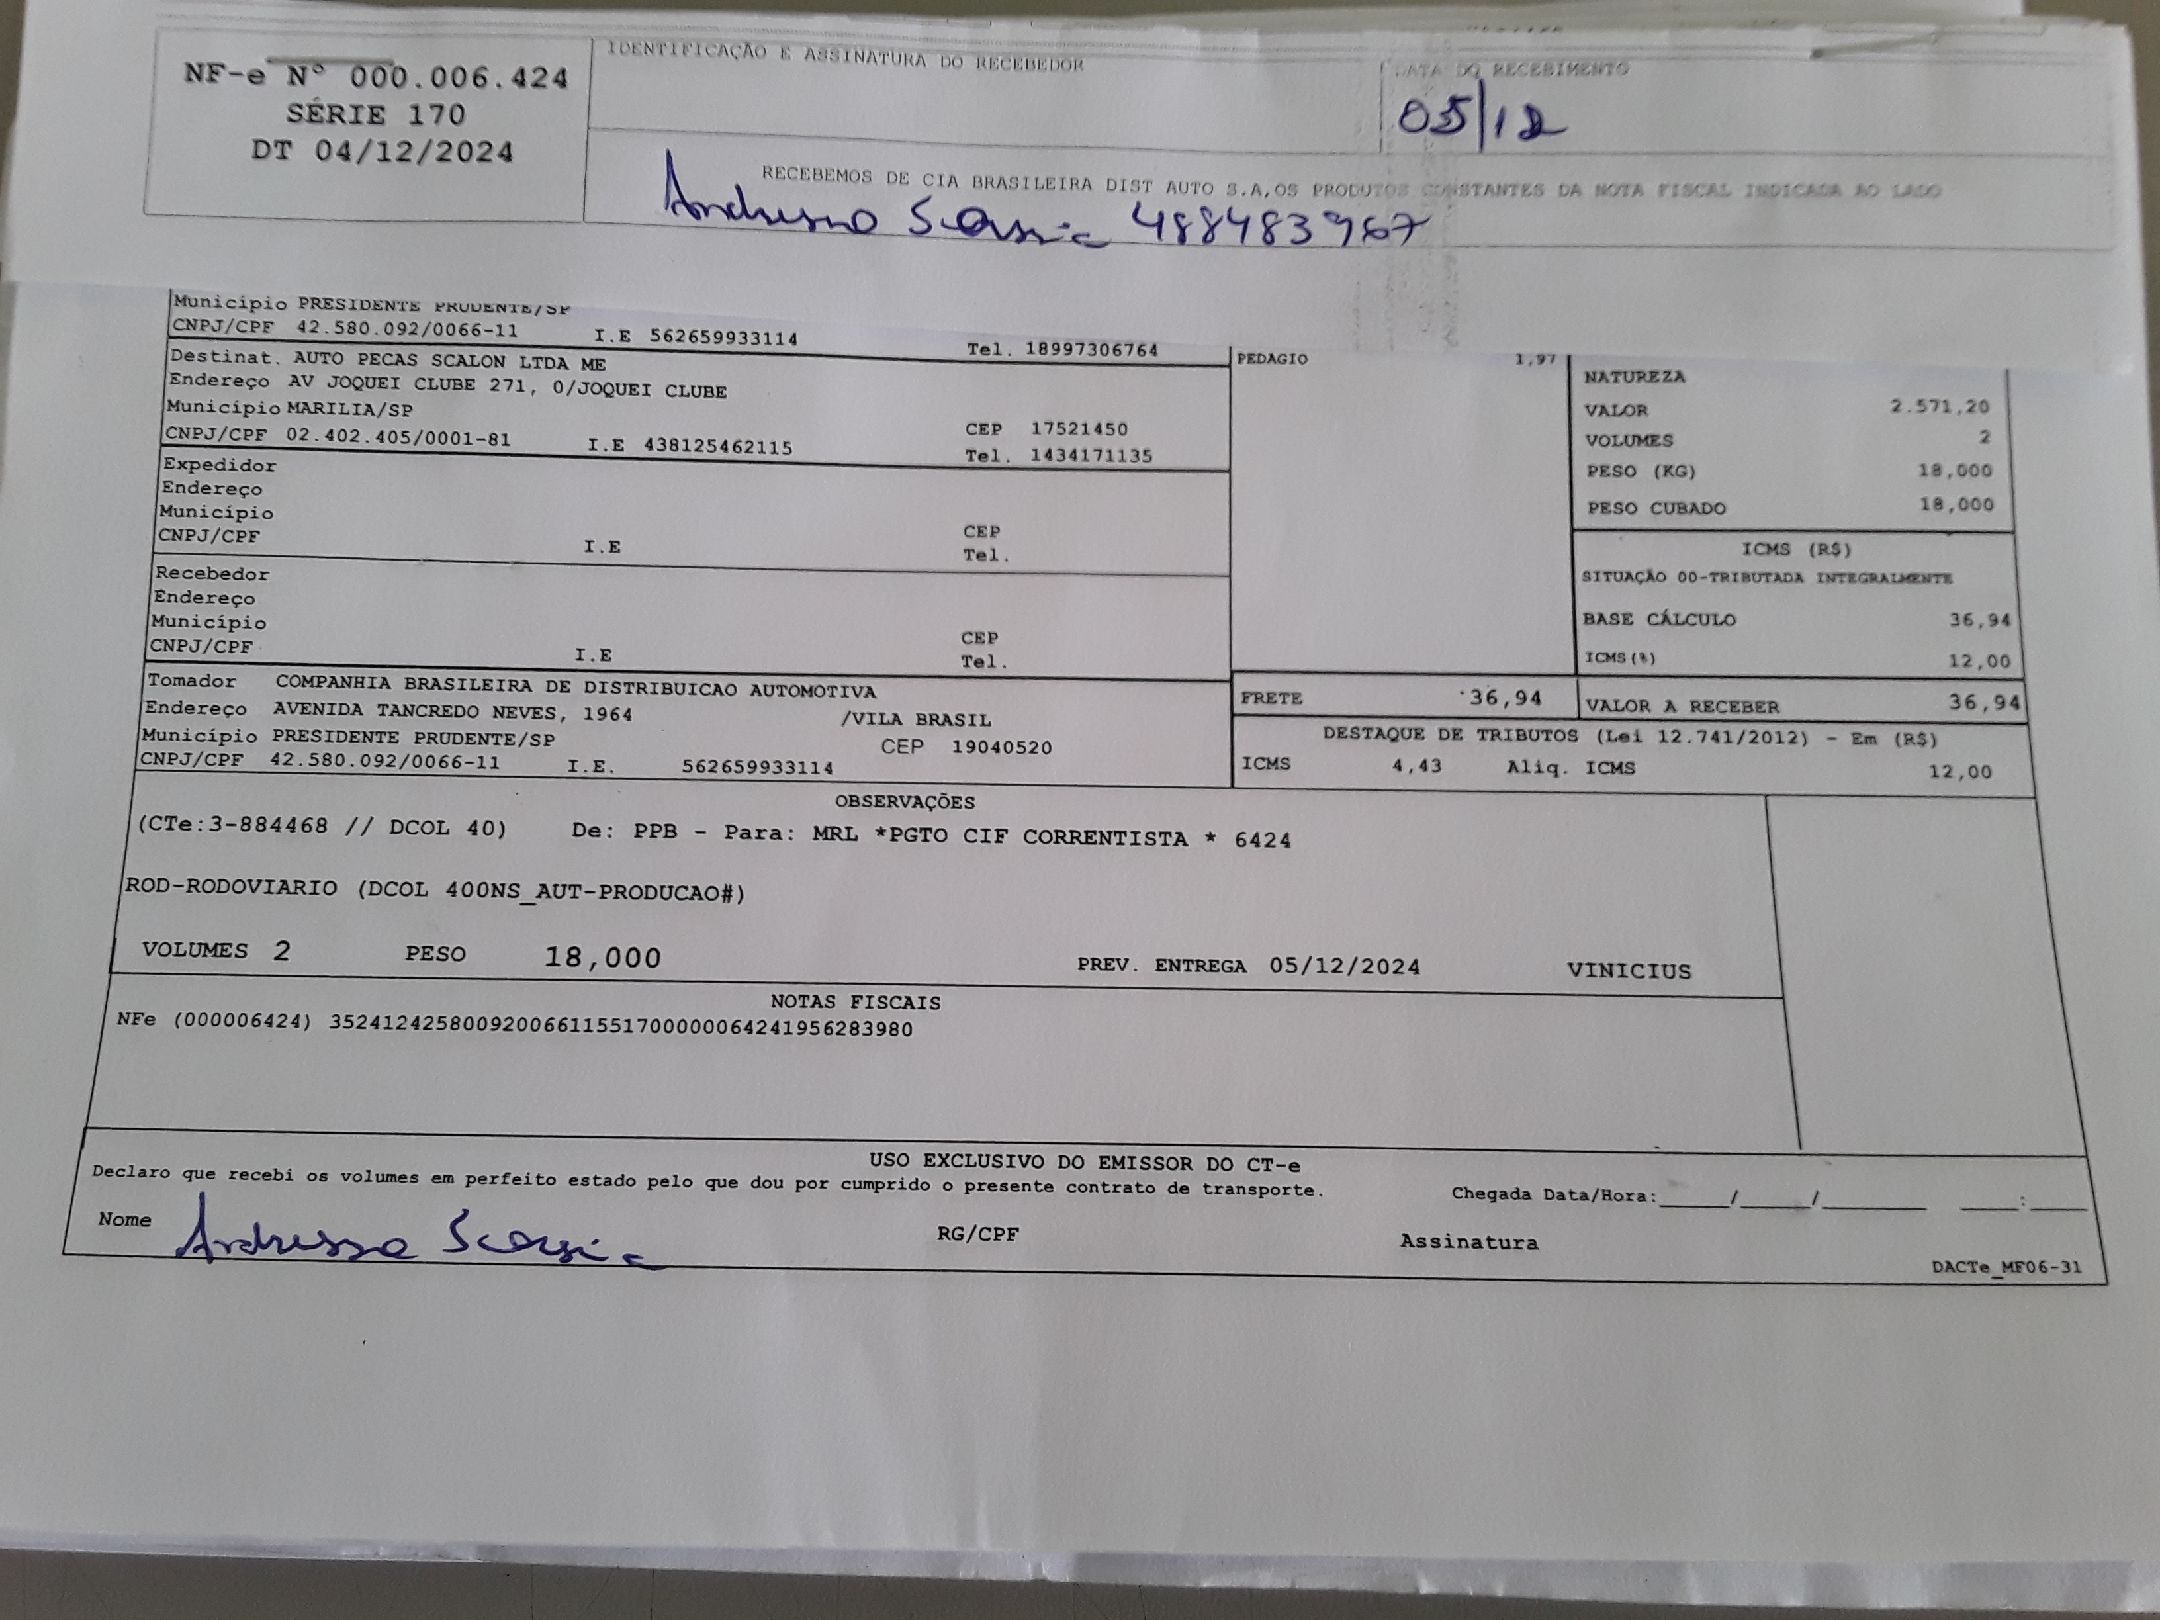 NF-e N° 000.006.424
SÉRIE 170
DT 04/12/2024
IDENTIFICAÇÃO E ASSINATURA DO RECEBEDOR
DATA DO RECEBIMENTO
05/12
RECEBEMOS DE CIA BRASILEIRA DIST AUTO S.A,OS PRODUTOS CONSTANTES DA NOTA FISCAL INDICADA AO LADO
488483967
Município PRESIDENTE PRUDENTE/SP
CNPJ/CPF 42.580.092/0066-11 I.E 562659933114 Tel. 18997306764
Destinat. AUTO PECAS SCALON LTDA ME
Endereço AV JOQUEI CLUBE 271, 0/JOQUEI CLUBE
Município MARILIA/SP CEP 17521450
CNPJ/CPF 02.402.405/0001-81 I.E 438125462115 Tel. 1434171135
Expedidor
Endereço
Município CEP
CNPJ/CPF I.E Tel.
Recebedor
Endereço
Município CEP
CNPJ/CPF I.E Tel.
Tomador COMPANHIA BRASILEIRA DE DISTRIBUICAO AUTOMOTIVA
Endereço AVENIDA TANCREDO NEVES, 1964 /VILA BRASIL
Município PRESIDENTE PRUDENTE/SP CEP 19040520
CNPJ/CPF 42.580.092/0066-11 I.E. 562659933114
PEDAGIO 1,97
NATUREZA
VALOR 2.571,20
VOLUMES 2
PESO (KG) 18,000
PESO CUBADO 18,000
ICMS (R$)
SITUAÇÃO 00-TRIBUTADA INTEGRALMENTE
BASE CÁLCULO 36,94
ICMS(%) 12,00
FRETE 36,94 VALOR A RECEBER 36,94
DESTAQUE DE TRIBUTOS (Lei 12.741/2012) - Em (R$)
ICMS 4,43 Aliq. ICMS 12,00
OBSERVAÇÕES
(CTe:3-884468 // DCOL 40) De: PPB - Para: MRL *PGTO CIF CORRENTISTA * 6424
ROD-RODOVIARIO (DCOL 400NS_AUT-PRODUCAO#)
VOLUMES 2 PESO 18,000 PREV. ENTREGA 05/12/2024 VINICIUS
NOTAS FISCAIS
NFe (000006424) 35241242580092006611551700000064241956283980
USO EXCLUSIVO DO EMISSOR DO CT-e
Declaro que recebi os volumes em perfeito estado pelo que dou por cumprido o presente contrato de transporte. Chegada Data/Hora:____/____/______ ____:____
Nome RG/CPF Assinatura
DACTe_MF06-31